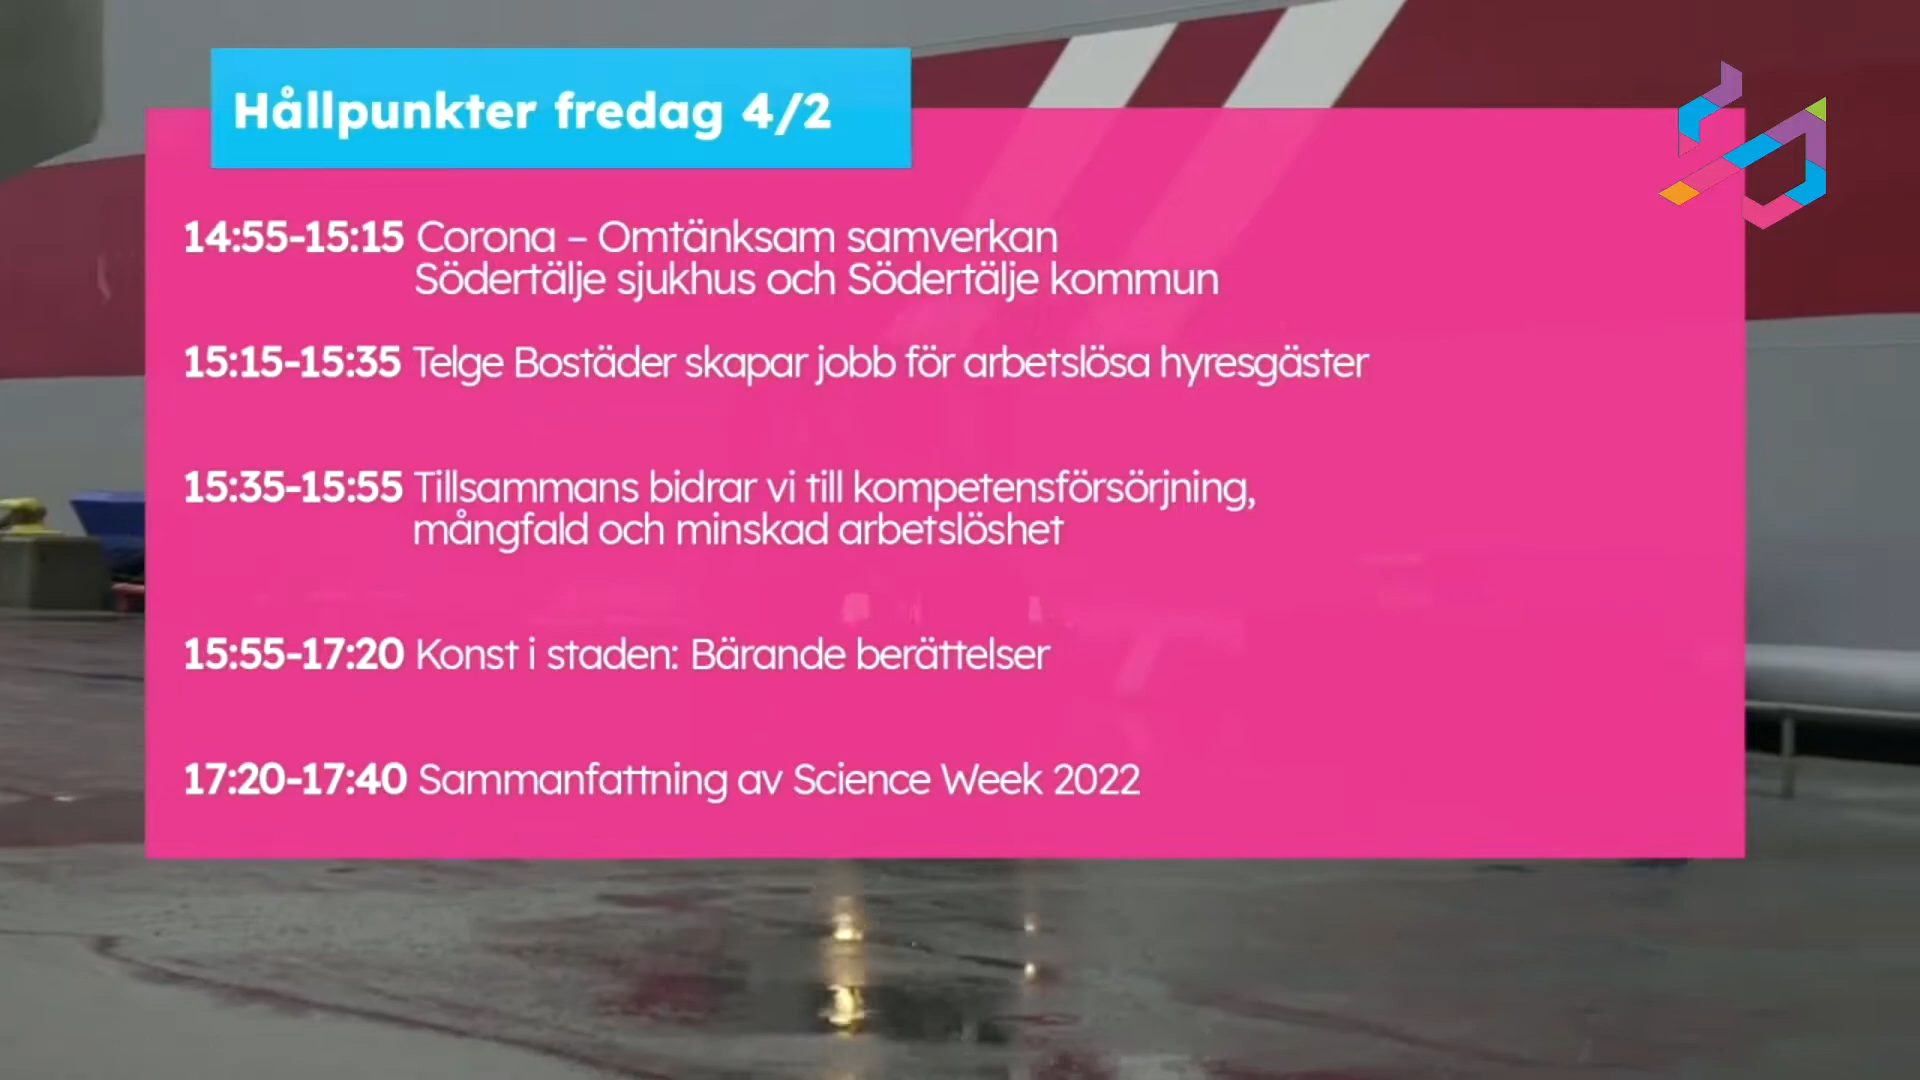 Hållpunkter fredag 4/2
14:55-15:15 Corona – Omtänksam samverkan
Södertälje sjukhus och Södertälje kommun
15:15-15:35 Telge Bostäder skapar jobb för arbetslösa hyresgäster
15:35-15:55 Tillsammans bidrar vi till kompetensförsörjning,
mångfald och minskad arbetslöshet
15:55-17:20 Konst i staden: Bärande berättelser
17:20-17:40 Sammanfattning av Science Week 2022